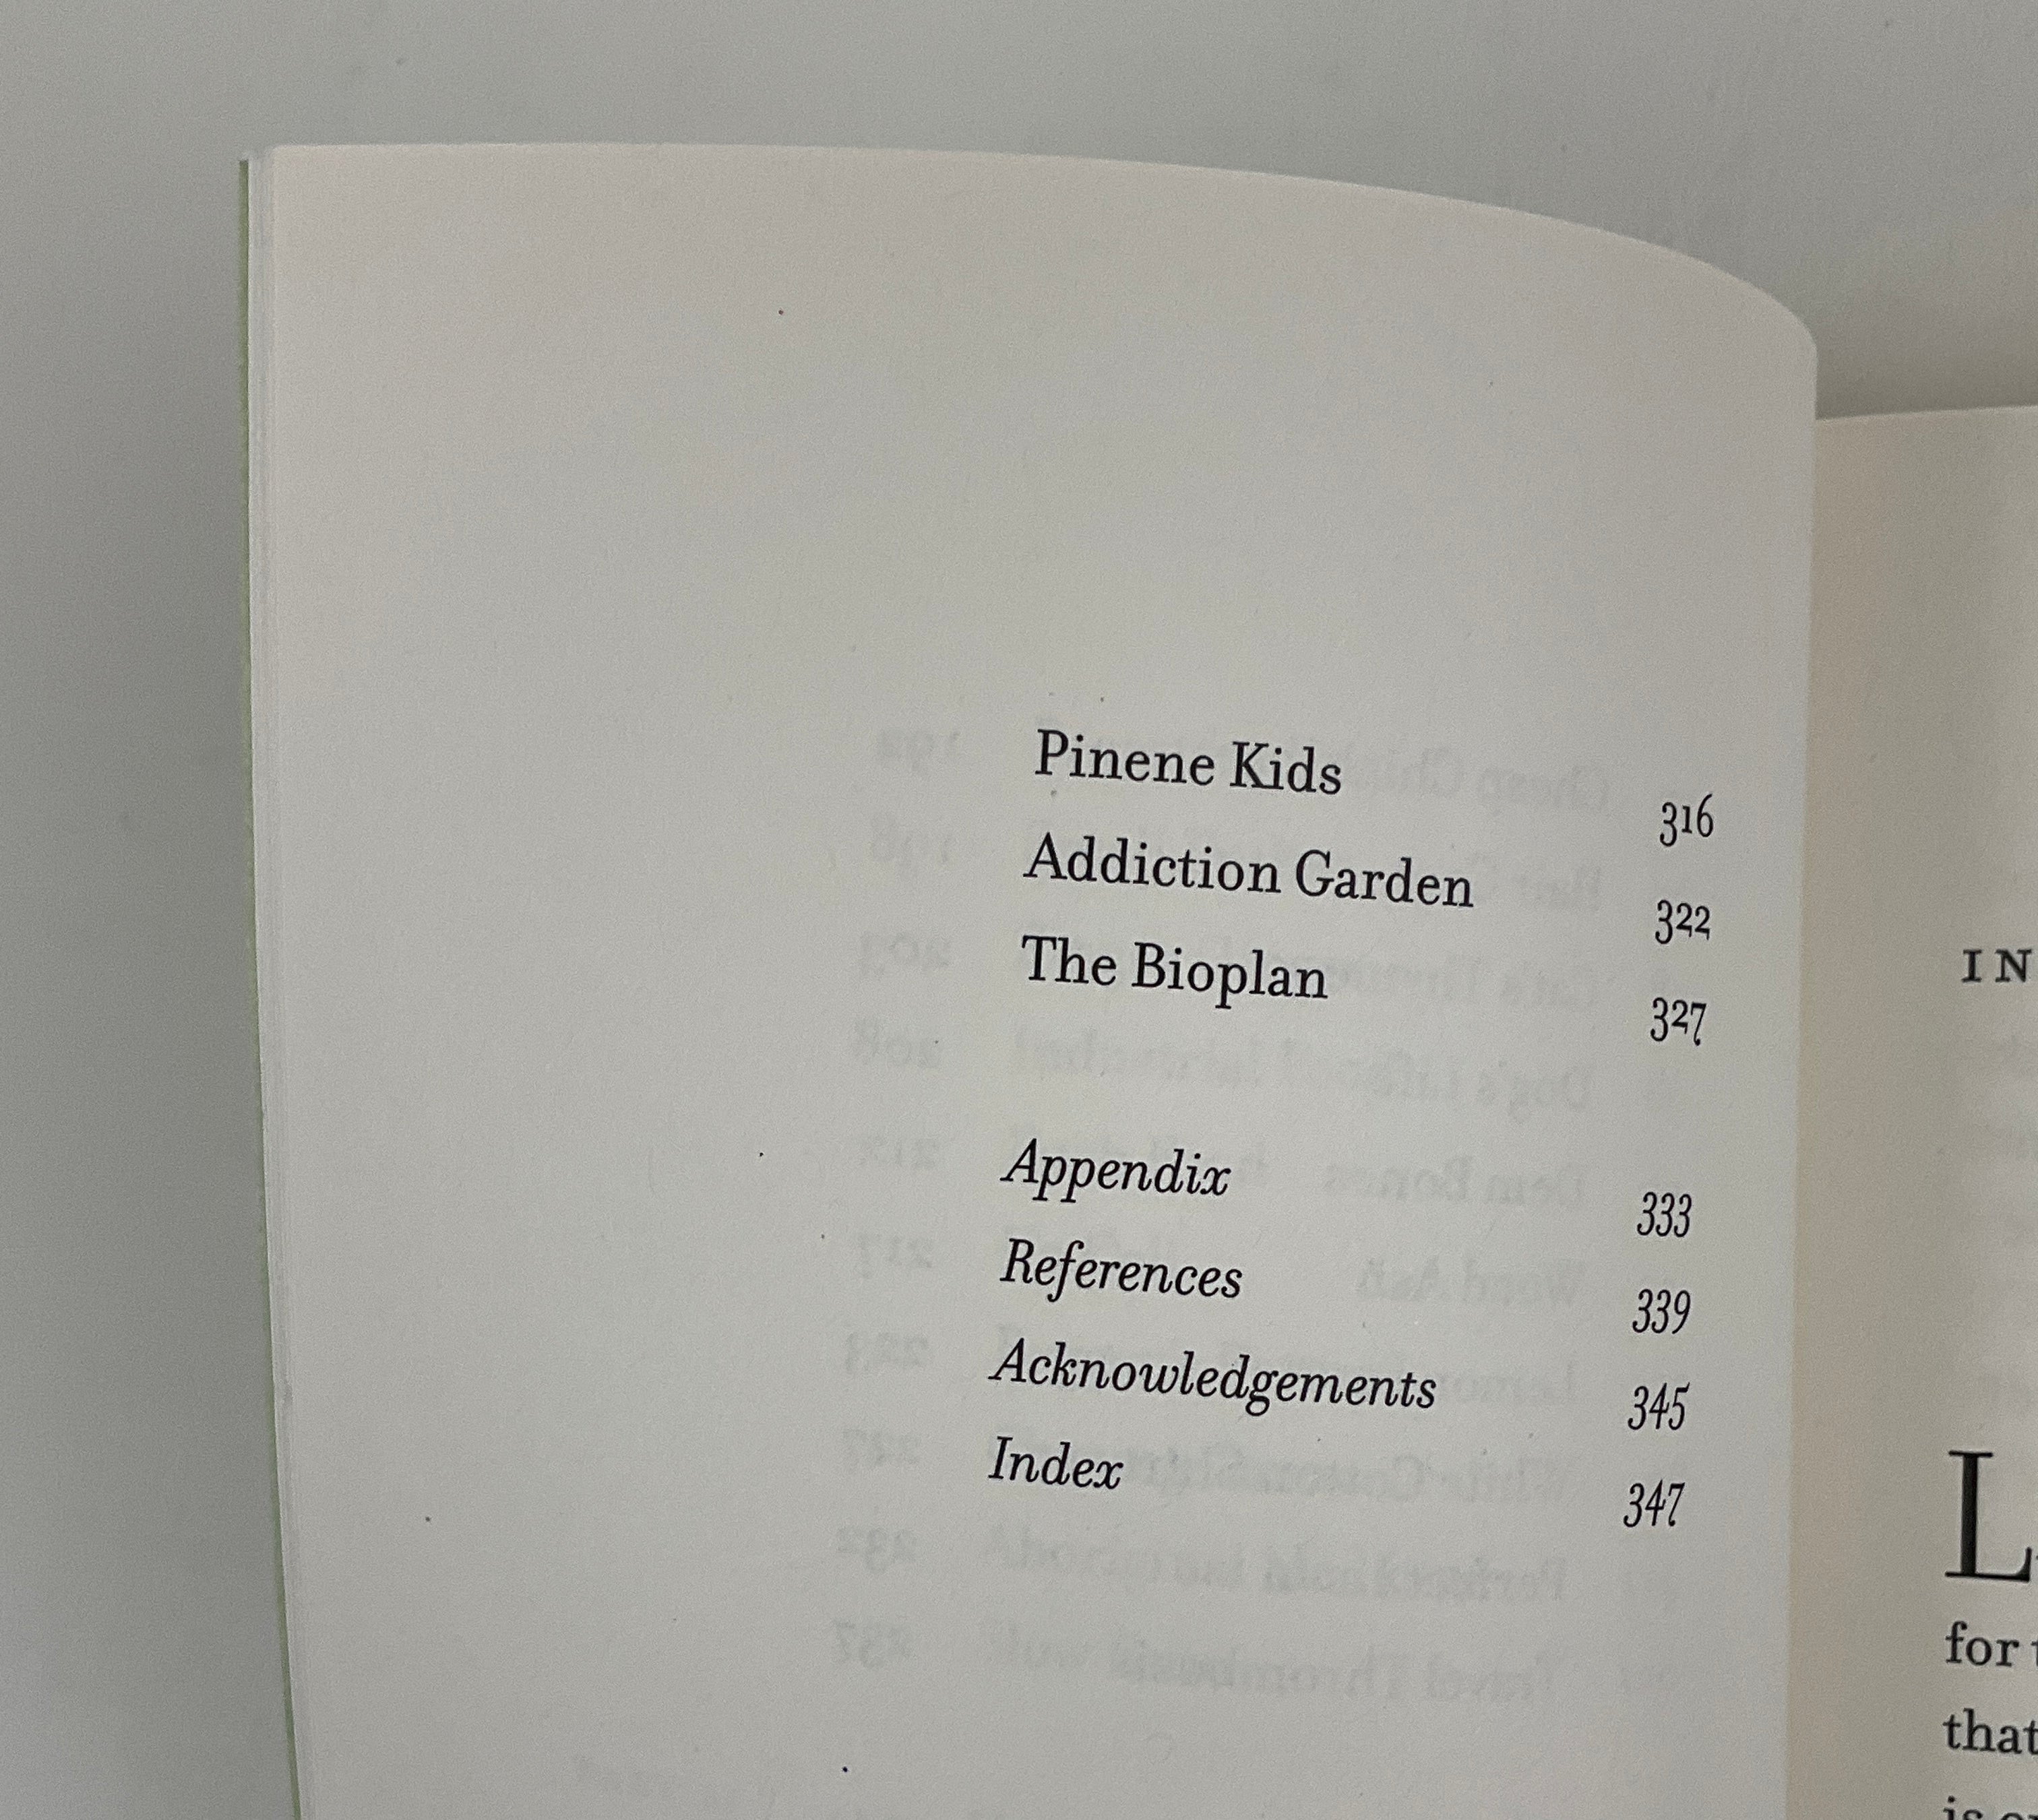 Pinene Kids 316
Addiction Garden 322
The Bioplan 327
Appendix 333
References 339
Acknowledgements 345
Index 347
IN
L
for
that
is